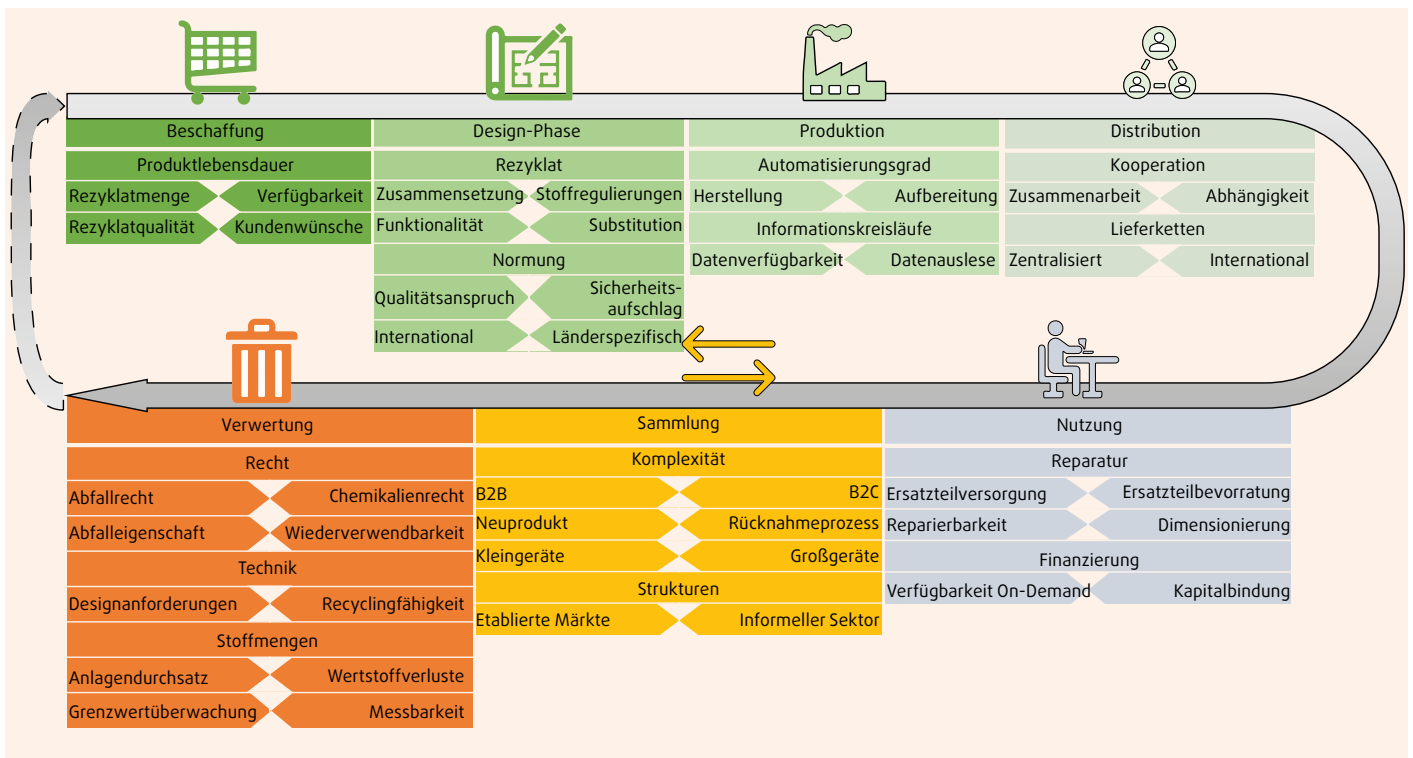 Beschaffung
Produktlebensdauer
Rezyklatmenge Verfügbarkeit
Rezyklatqualität Kundenwünsche
Design-Phase
Rezyklat
Zusammensetzung Stoffregulierungen
Funktionalität Substitution
Normung
Qualitätsanspruch Sicherheits-
aufschlag
International Länderspezifisch
Produktion
Automatisierungsgrad
Herstellung Aufbereitung
Informationskreisläufe
Datenverfügbarkeit Datenauslese
Distribution
Kooperation
Zusammenarbeit Abhängigkeit
Lieferketten
Zentralisiert International
Verwertung
Recht
Abfallrecht Chemikalienrecht
Abfalleigenschaft Wiederverwendbarkeit
Technik
Designanforderungen Recyclingfähigkeit
Stoffmengen
Anlagendurchsatz Wertstoffverluste
Grenzwertüberwachung Messbarkeit
Sammlung
Komplexität
B2B B2C
Neuprodukt Rücknahmeprozess
Kleingeräte Großgeräte
Strukturen
Etablierte Märkte Informeller Sektor
Nutzung
Reparatur
Ersatzteilversorgung Ersatzteilbevorratung
Reparierbarkeit Dimensionierung
Finanzierung
Verfügbarkeit On-Demand Kapitalbindung